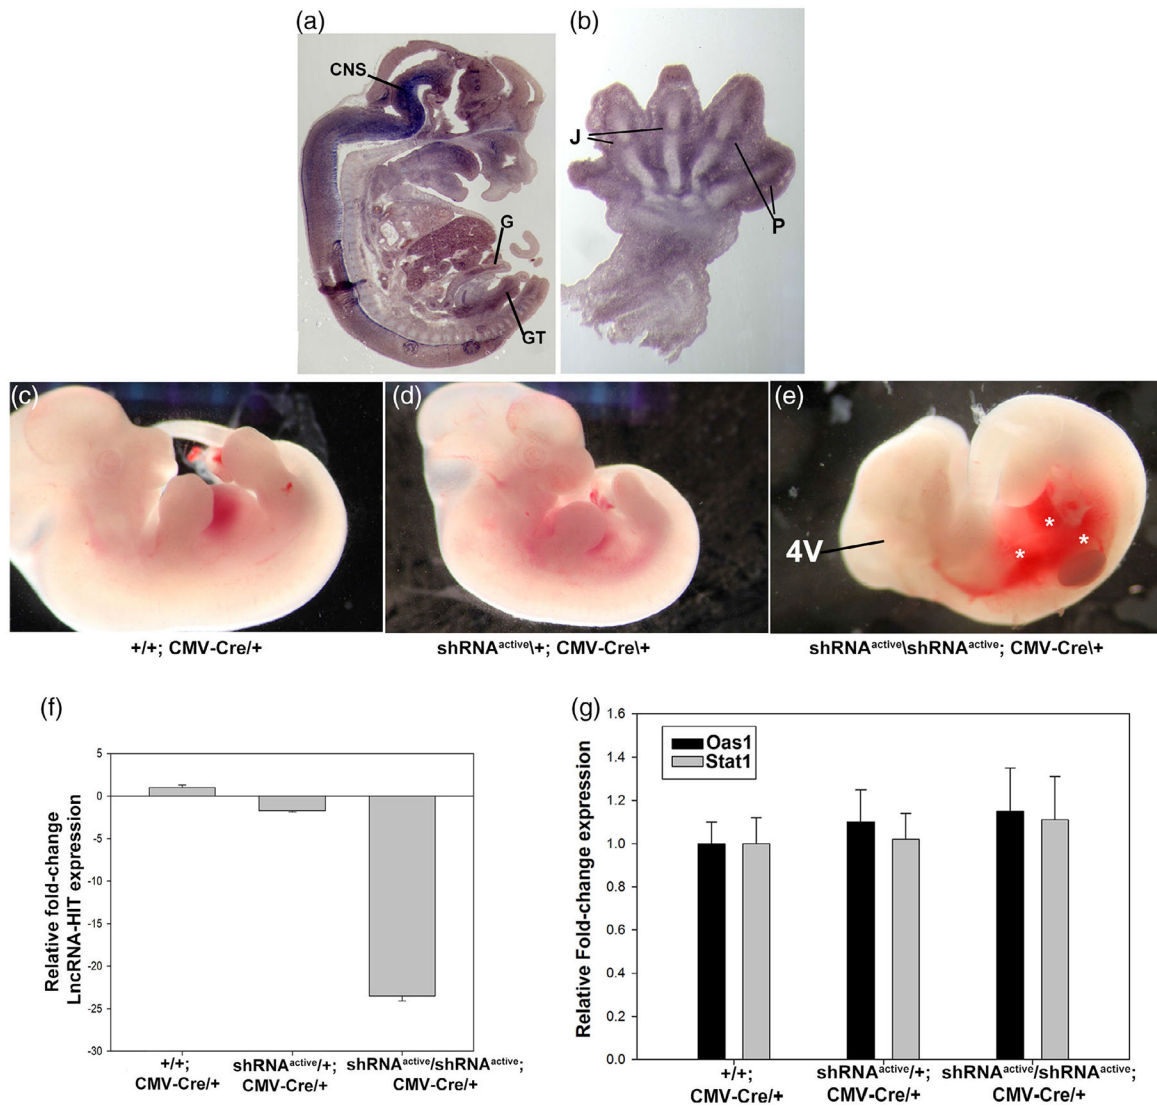 (a)
CNS
G
GT
(b)
J
P
(c)
+/+; CMV-Cre/+
(d)
shRNAactive\+; CMV-Cre\+
(e)
4V
*
*
*
shRNAactive\shRNAactive; CMV-Cre\+
(f)
Relative fold-change
LncRNA-HIT expression
5
0
-5
-10
-15
-20
-25
-30
+/+;
CMV-Cre/+
shRNAactive/+;
CMV-Cre/+
shRNAactive/shRNAactive;
CMV-Cre/+
(g)
Relative Fold-change expression
1.6
1.4
1.2
1.0
0.8
0.6
0.4
0.2
0.0
Oas1
Stat1
+/+;
CMV-Cre/+
shRNAactive/+;
CMV-Cre/+
shRNAactive/shRNAactive;
CMV-Cre/+